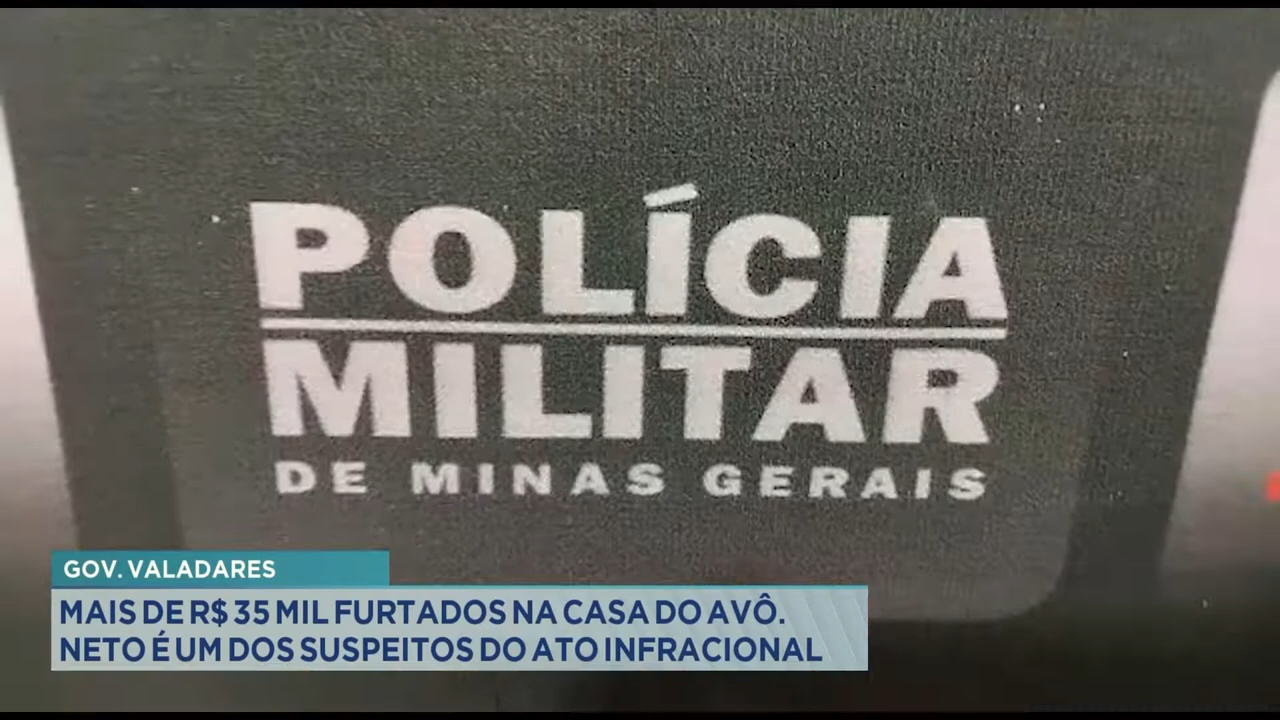 POLÍCIA
MILITAR
DE MINAS GERAIS
GOV. VALADARES
MAIS DE R$ 35 MIL FURTADOS NA CASA DO AVÔ.
NETO É UM DOS SUSPEITOS DO ATO INFRACIONAL